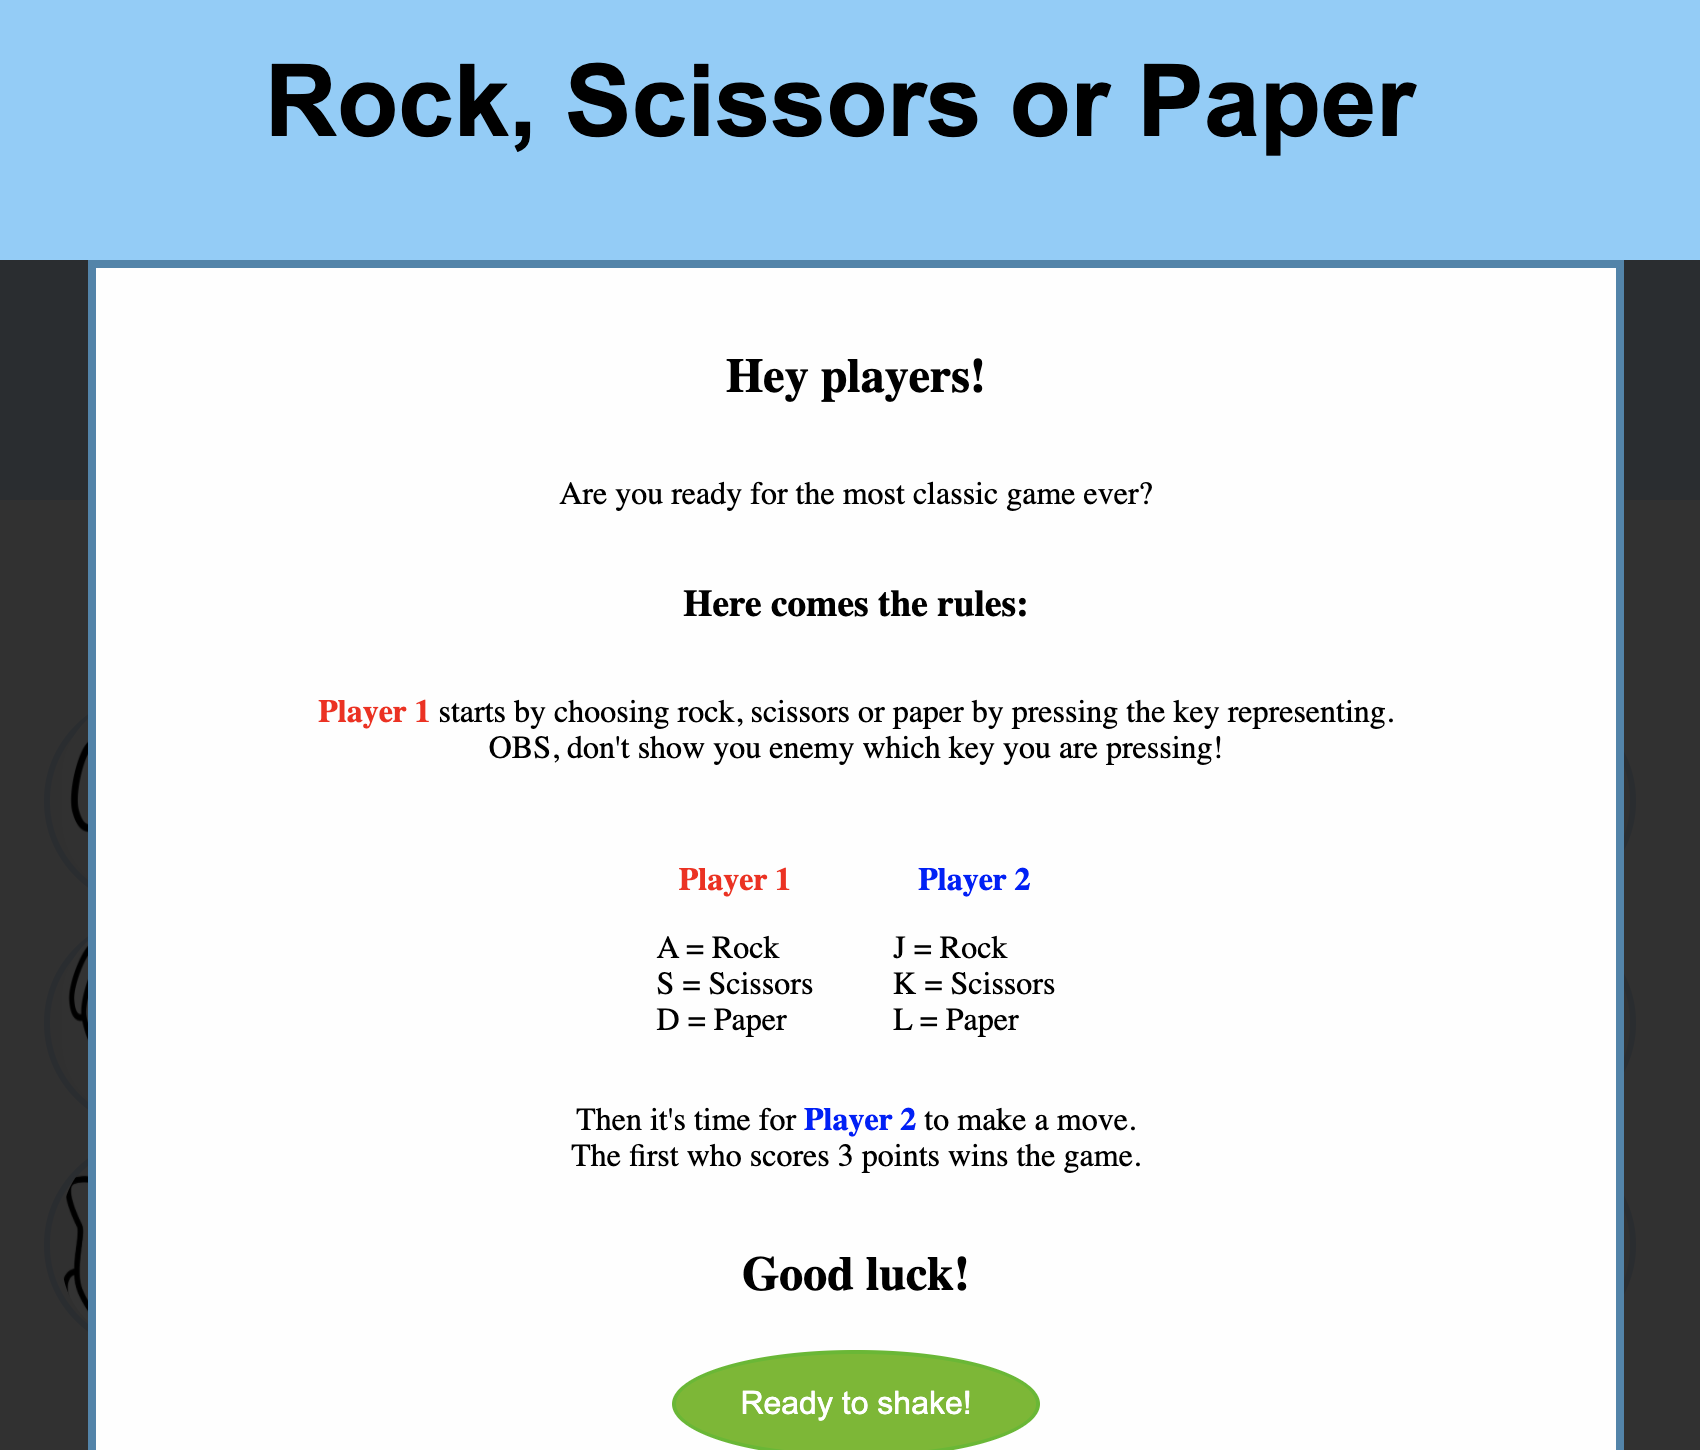 Rock, Scissors or Paper
Hey players!
Are you ready for the most classic game ever?
Here comes the rules:
Player 1 starts by choosing rock, scissors or paper by pressing the key representing.
OBS, don't show you enemy which key you are pressing!
Player 1
A = Rock
S = Scissors
D = Paper
Player 2
J = Rock
K = Scissors
L = Paper
Then it's time for Player 2 to make a move.
The first who scores 3 points wins the game.
Good luck!
Ready to shake!